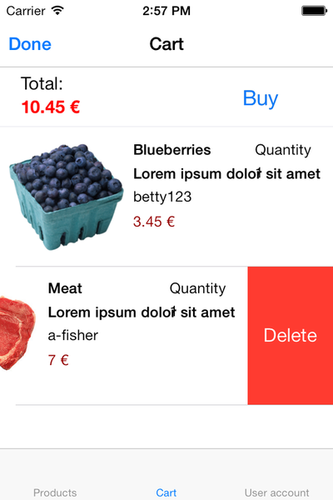 Carrier 2:57 PM
Done Cart
Total:
10.45 € Buy
Blueberries Quantity
Lorem ipsum dolor sit amet
betty123
3.45 €
Meat Quantity
Lorem ipsum dolor sit amet
a-fisher Delete
7 €
Products Cart User account